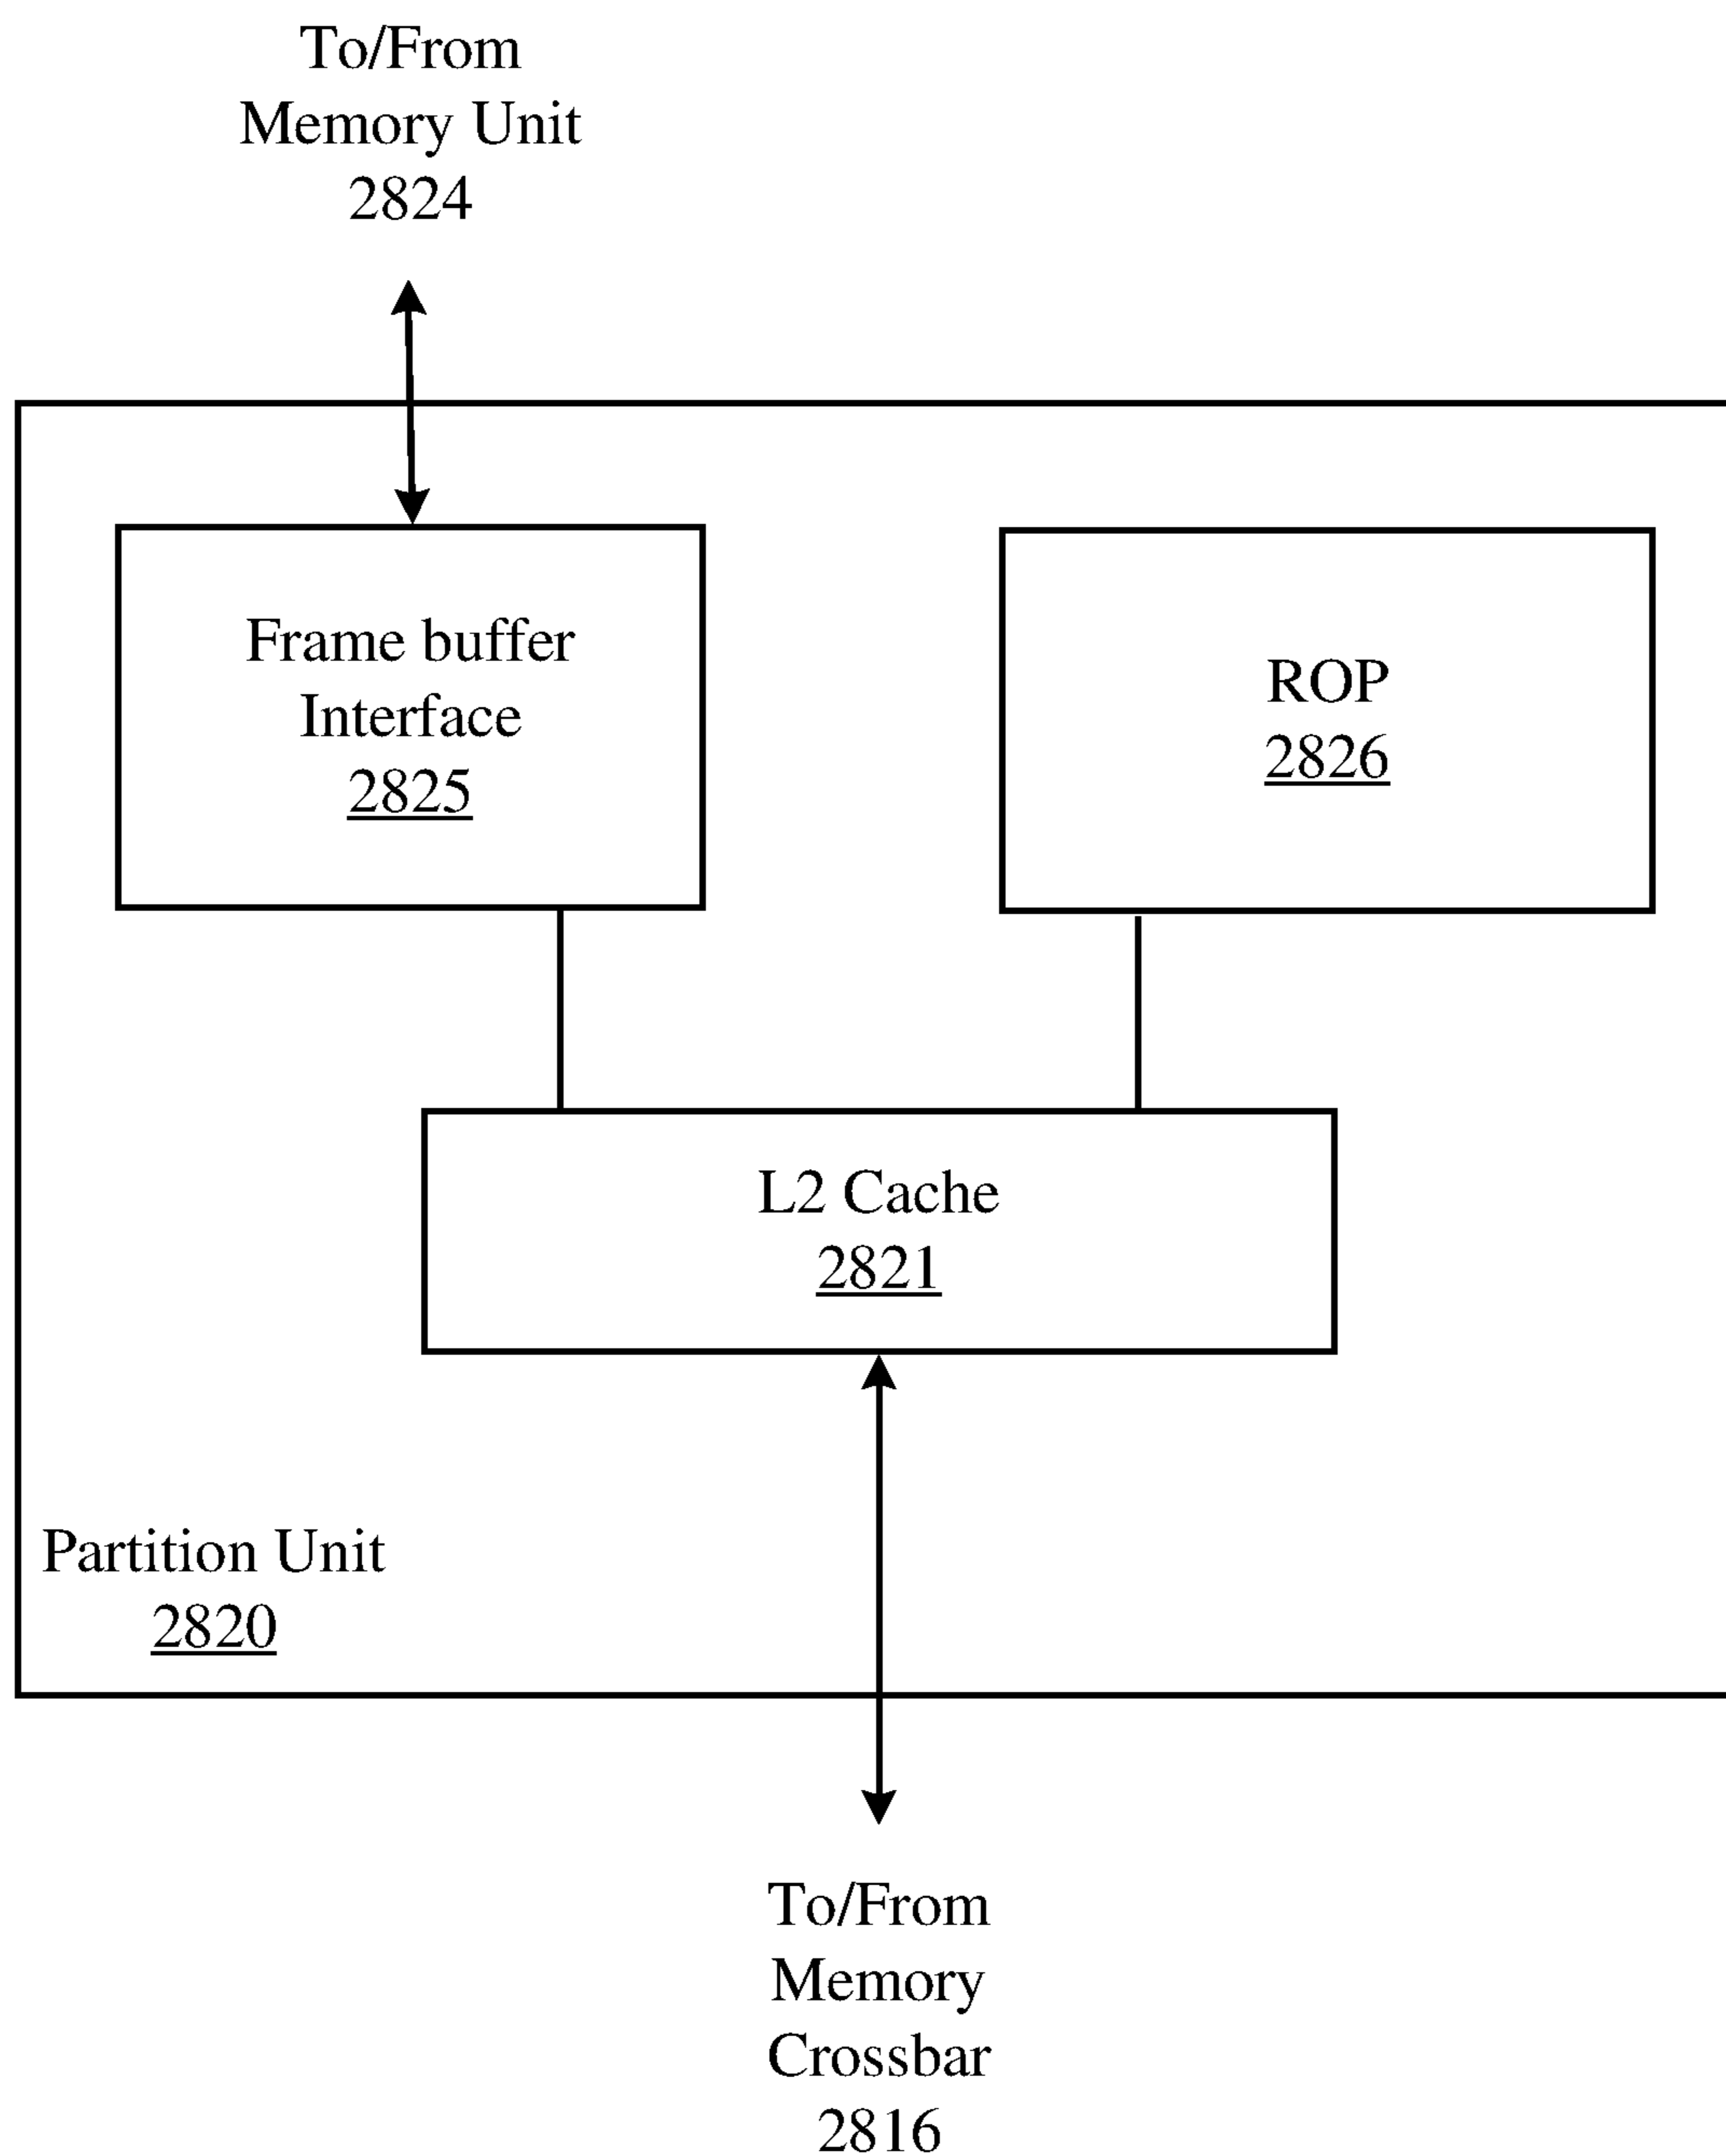 To/From
Memory Unit
2824
Frame buffer
Interface
2825
ROP
2826
L2 Cache
2821
Partition Unit
2820
To/From
Memory
Crossbar
2816